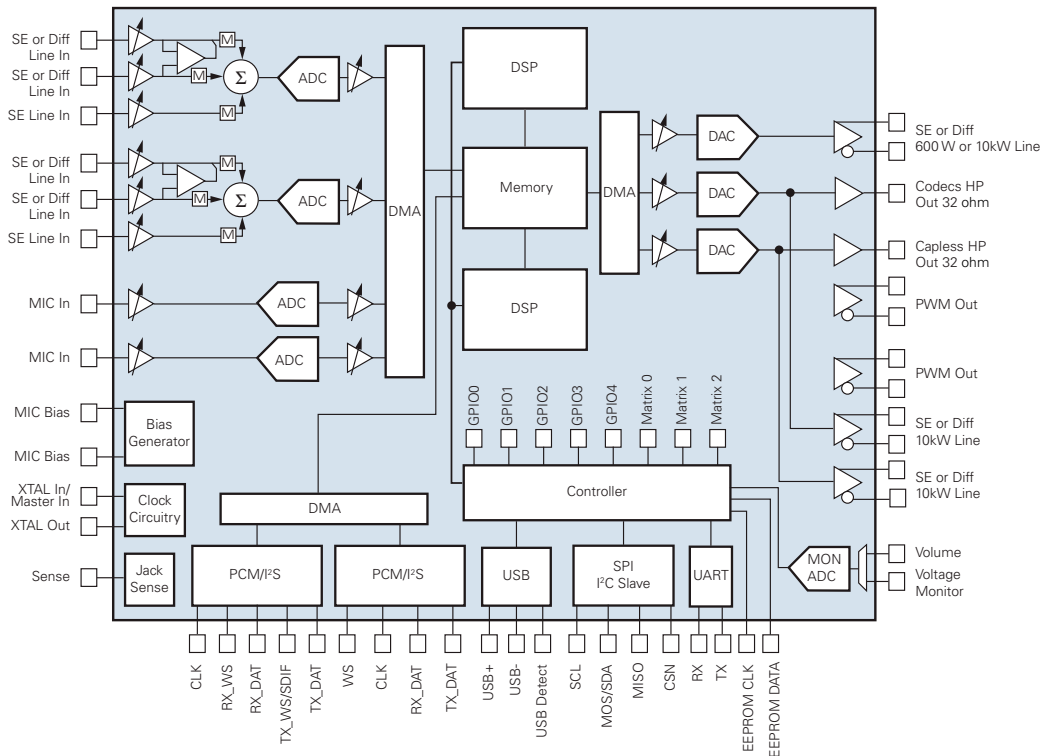 SE or Diff
Line In
SE or Diff
Line In
SE Line In
SE or Diff
Line In
SE or Diff
Line In
SE Line In
MIC In
MIC In
MIC Bias
MIC Bias
XTAL In/
Master In
XTAL Out
Sense
M
M
M
Σ
ADC
M
M
M
Σ
ADC
ADC
ADC
DMA
Bias
Generator
Clock
Circuitry
Jack
Sense
DSP
Memory
DSP
DMA
DAC
DAC
DAC
SE or Diff
600 W or 10kW Line
Codecs HP
Out 32 ohm
Capless HP
Out 32 ohm
PWM Out
PWM Out
SE or Diff
10kW Line
SE or Diff
10kW Line
Volume
Voltage
Monitor
GPIO0
GPIO1
GPIO2
GPIO3
GPIO4
Matrix 0
Matrix 1
Matrix 2
Controller
DMA
PCM/I²S
PCM/I²S
USB
SPI
I²C Slave
UART
MON
ADC
CLK
RX_WS
RX_DAT
TX_WS/SDIF
TX_DAT
WS
CLK
RX_DAT
TX_DAT
USB+
USB-
USB Detect
SCL
MOS/SDA
MISO
CSN
RX
TX
EEPROM CLK
EEPROM DATA